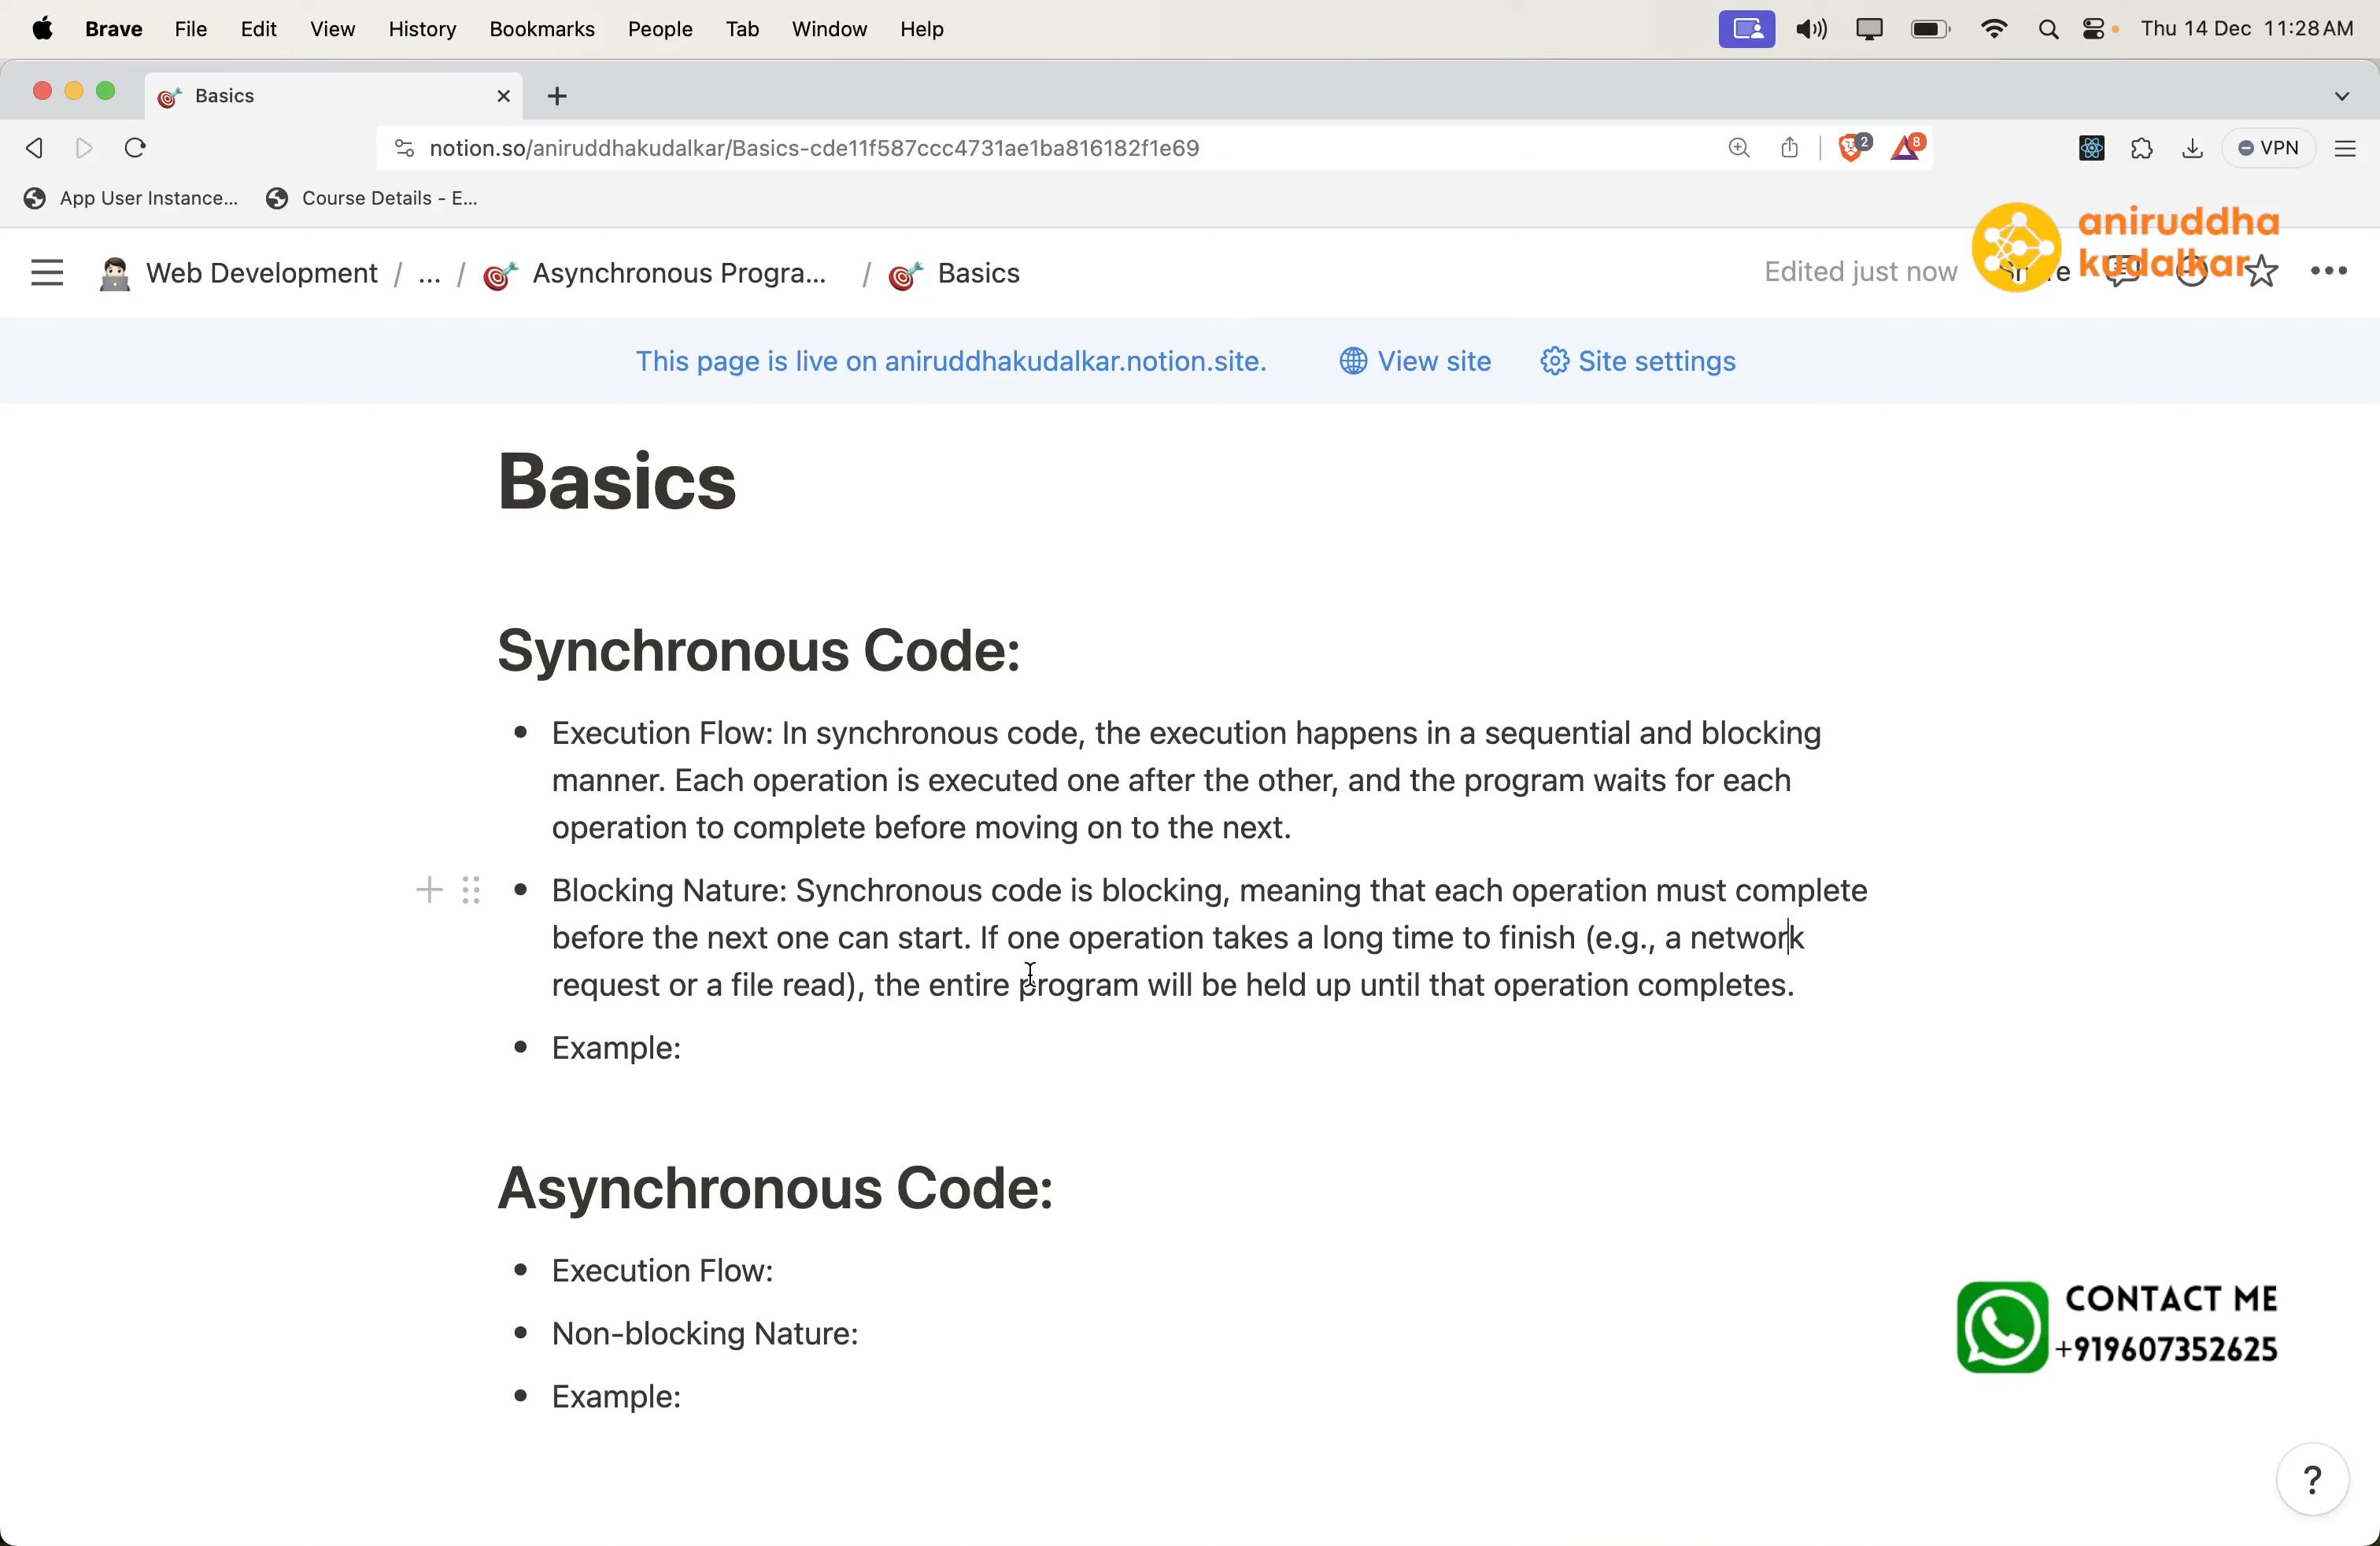 Brave File Edit View History Bookmarks People Tab Window Help Thu 14 Dec 11:28 AM
Basics
notion.so/aniruddhakudalkar/Basics-cde11f587ccc4731ae1ba816182f1e69 2 8 VPN
App User Instance... Course Details - E...
aniruddha
kudalkar
Web Development / ... / Asynchronous Progra... / Basics Edited just now
This page is live on aniruddhakudalkar.notion.site. View site Site settings
Basics
Synchronous Code:
• Execution Flow: In synchronous code, the execution happens in a sequential and blocking
manner. Each operation is executed one after the other, and the program waits for each
operation to complete before moving on to the next.
• Blocking Nature: Synchronous code is blocking, meaning that each operation must complete
before the next one can start. If one operation takes a long time to finish (e.g., a network
request or a file read), the entire program will be held up until that operation completes.
• Example:
Asynchronous Code:
• Execution Flow:
• Non-blocking Nature:
• Example:
CONTACT ME
+919607352625
?